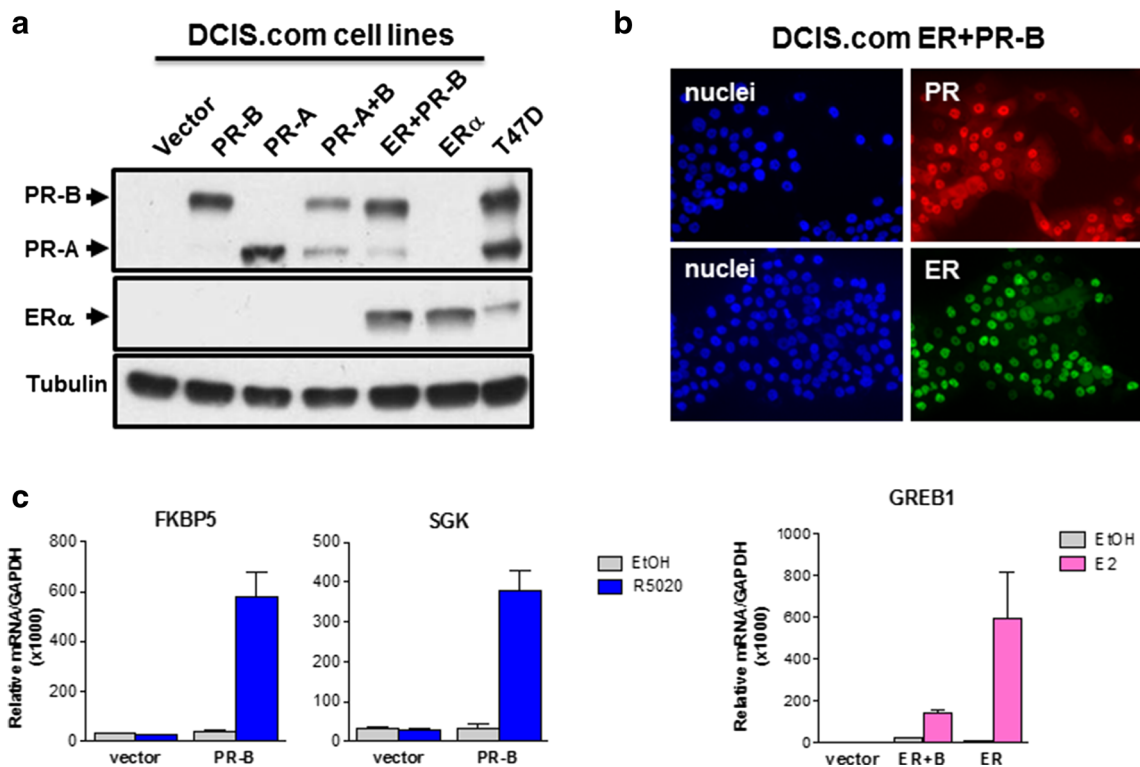 a
DCIS.com cell lines
Vector PR-B PR-A PR-A+B ER+PR-B ERα T47D
PR-B
PR-A
ERα
Tubulin
b
DCIS.com ER+PR-B
nuclei PR
nuclei ER
c
FKBP5
Relative mRNA/GAPDH
(x1000)
800
600
400
200
0
vector PR-B
SGK
500
400
300
200
100
0
vector PR-B
EtOH
R5020
GREB1
Relative mRNA/GAPDH
(x1000)
1000
800
600
400
200
0
vector ER+B ER
EtOH
E2